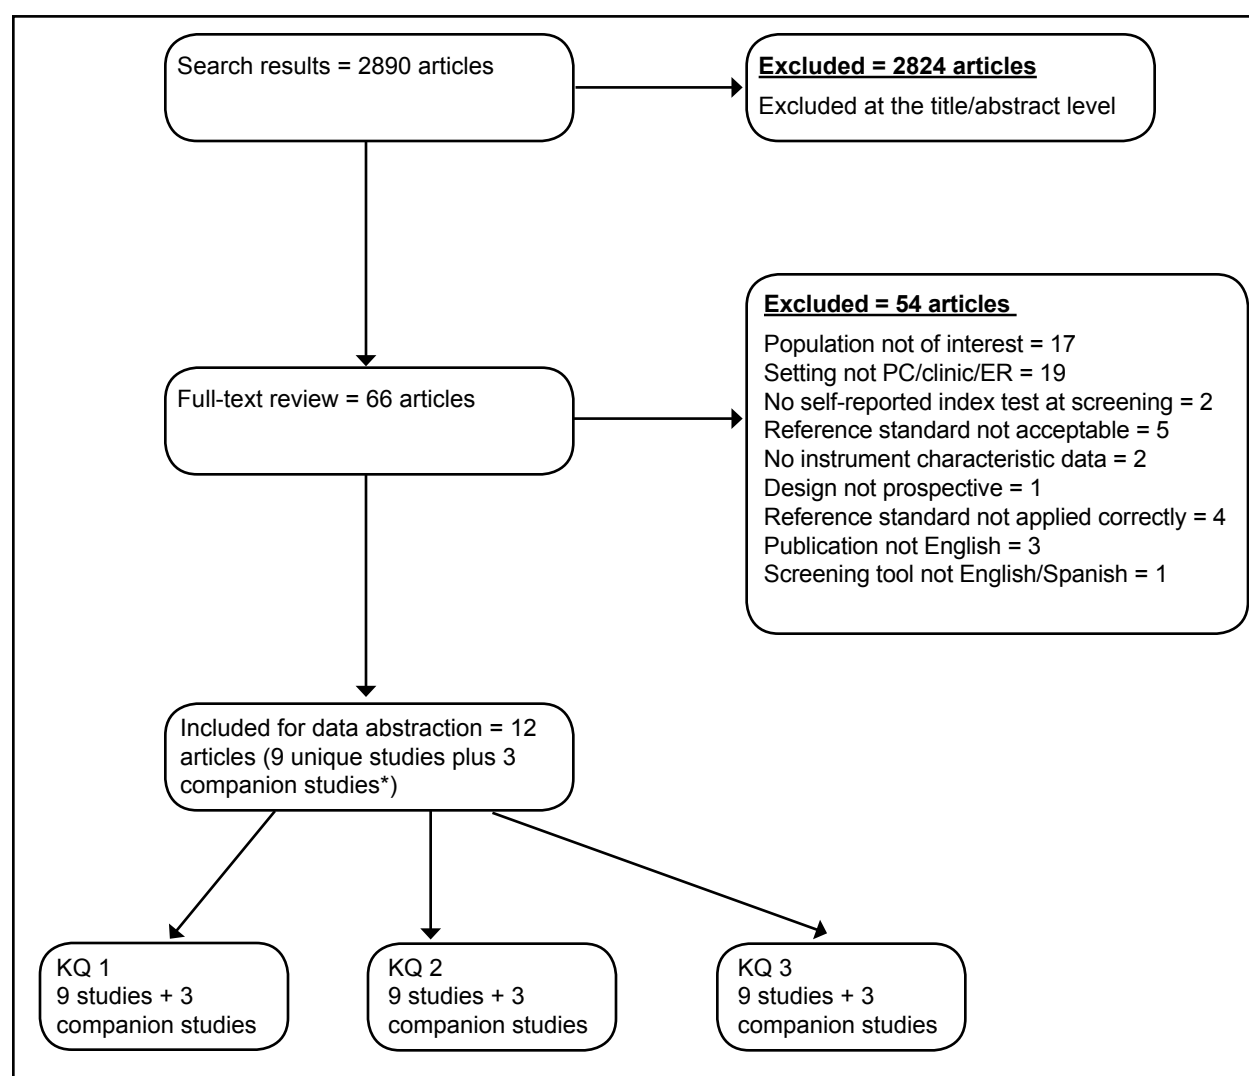 Search results = 2890 articles
Excluded = 2824 articles
Excluded at the title/abstract level
Full-text review = 66 articles
Excluded = 54 articles
Population not of interest = 17
Setting not PC/clinic/ER = 19
No self-reported index test at screening = 2
Reference standard not acceptable = 5
No instrument characteristic data = 2
Design not prospective = 1
Reference standard not applied correctly = 4
Publication not English = 3
Screening tool not English/Spanish = 1
Included for data abstraction = 12
articles (9 unique studies plus 3
companion studies*)
KQ 1
9 studies + 3
companion studies
KQ 2
9 studies + 3
companion studies
KQ 3
9 studies + 3
companion studies